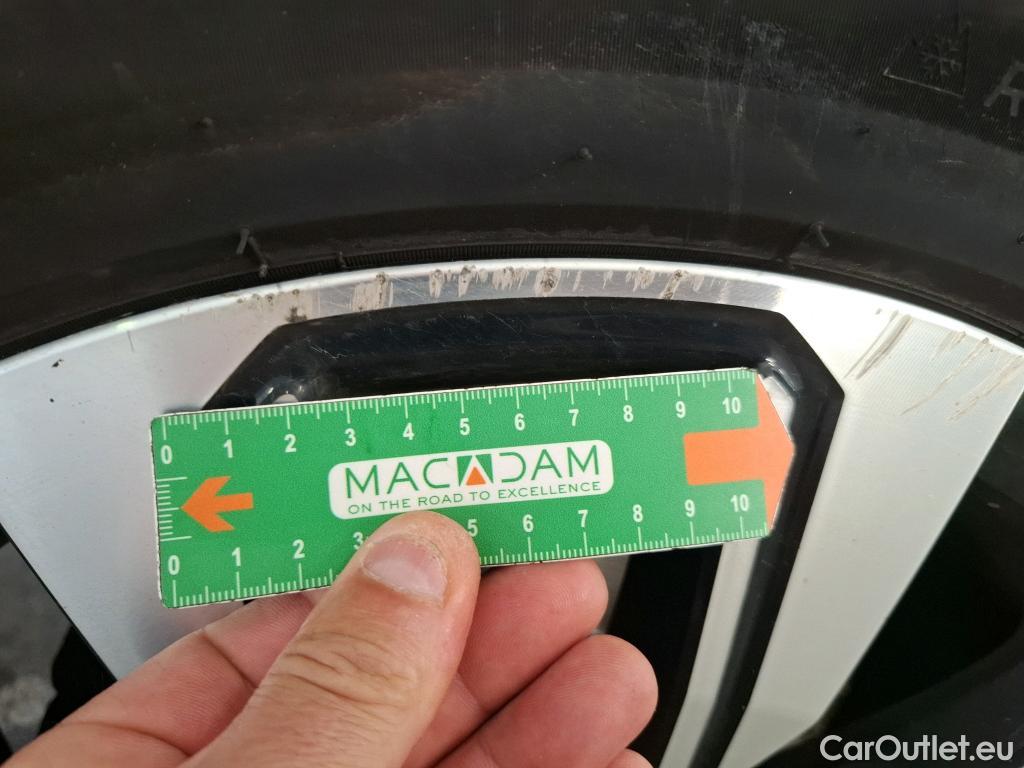 R
0 1 2 3 4 5 6 7 8 9 10
MACADAM
ON THE ROAD TO EXCELLENCE
0 1 2 3 5 6 7 8 9 10
CarOutlet.eu